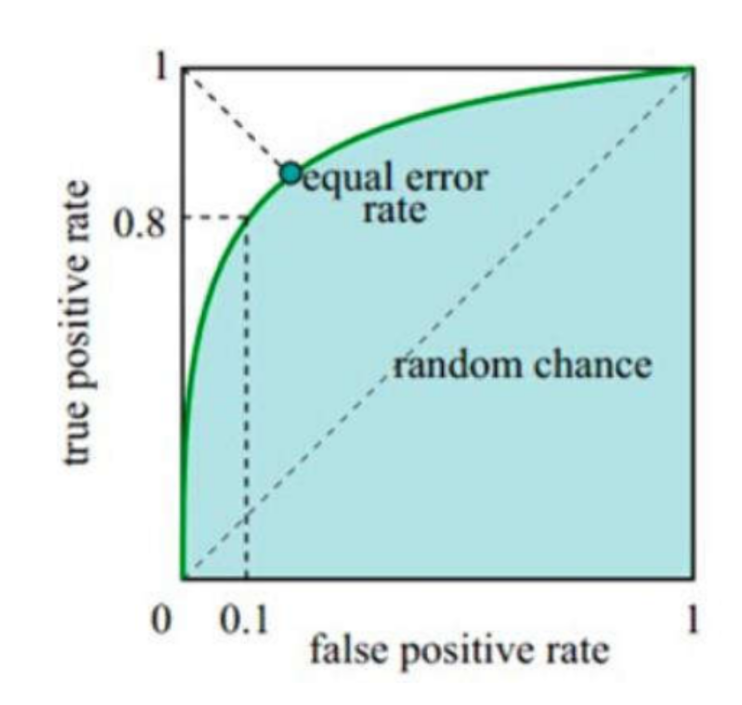 1
equal error
rate
0.8
true positive rate
random chance
0
0.1
1
false positive rate